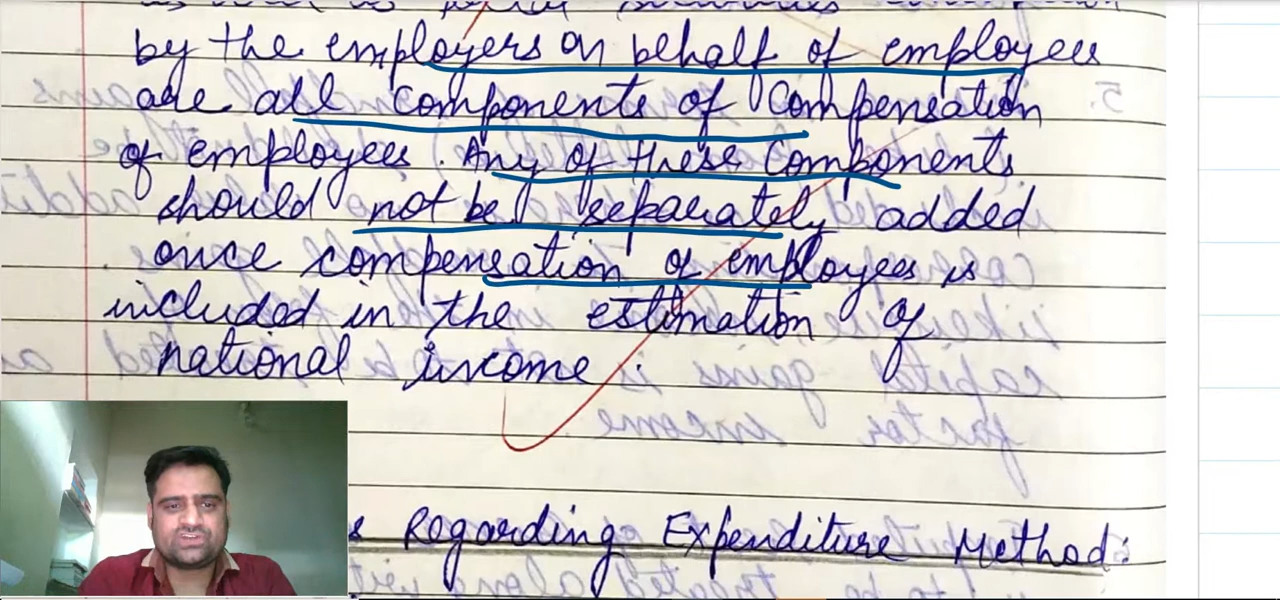 by the employers on behalf of employees
are all components of compensation
of employees. Any of these components
should not be separately added
once compensation of employees is
included in the estimation of
national income.
s Regarding Expenditure Method: